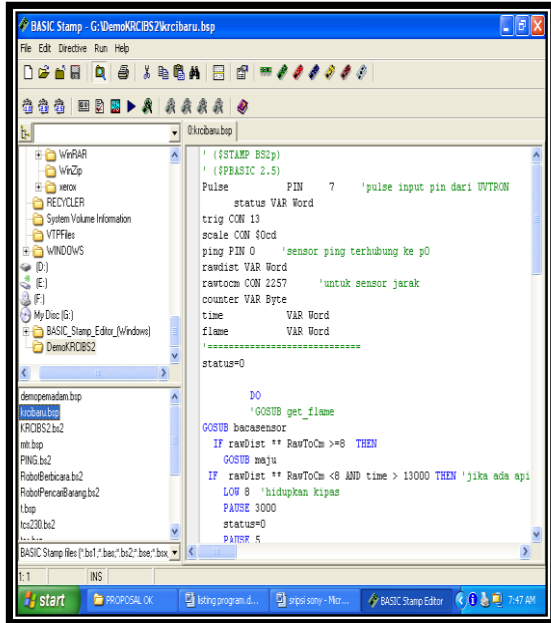 BASIC Stamp - G:\DemoKRCIBS2\krcibaru.bsp
File Edit Directive Run Help
0:krcibaru.bsp
WinRAR
WinZip
xerox
RECYCLER
System Volume Information
VTPFiles
WINDOWS
(D:)
(E:)
(F:)
My Disc (G:)
BASIC_Stamp_Editor_(Windows)
DemoKRCIBS2
demopemadam.bsp
krcibaru.bsp
KRCIBS2.bs2
mitr.bsp
PING.bs2
RobotBerbicara.bs2
RobotPencariBarang.bs2
t.bsp
tcs230.bs2
BASIC Stamp files (*.bs1;*.bas;*.bs2;*.bse;*.bsx,
' {$STAMP BS2p}
' {$PBASIC 2.5}
Pulse PIN 7 'pulse input pin dari UVTRON
status VAR Word
trig CON 13
scale CON $0cd
ping PIN 0 'sensor ping terhubung ke p0
rawdist VAR Word
rawtocm CON 2257 'untuk sensor jarak
counter VAR Byte
time VAR Word
flame VAR Word
'=============================
status=0
DO
'GOSUB get_flame
GOSUB bacasensor
IF rawDist ** RawToCm >=8 THEN
GOSUB maju
IF rawDist ** RawToCm <8 AND time > 13000 THEN 'jika ada api
LOW 8 'hidupkan kipas
PAUSE 3000
status=0
PAUSE 5
1:1 INS
start
PROPOSAL OK
listing program.d...
sripsi sony - Micr...
BASIC Stamp Editor
7:47 AM